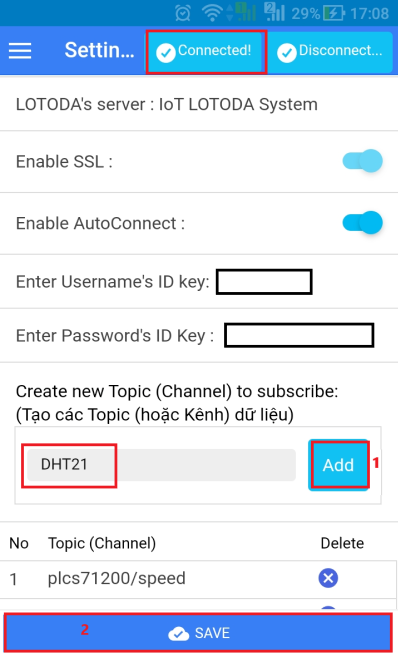 29% 17:08
Settin... Connected! Disconnect...
LOTODA's server : IoT LOTODA System
Enable SSL :
Enable AutoConnect :
Enter Username's ID key:
Enter Password's ID Key :
Create new Topic (Channel) to subscribe:
(Tạo các Topic (hoặc Kênh) dữ liệu)
DHT21 Add 1
No Topic (Channel) Delete
1 plcs71200/speed
2 SAVE